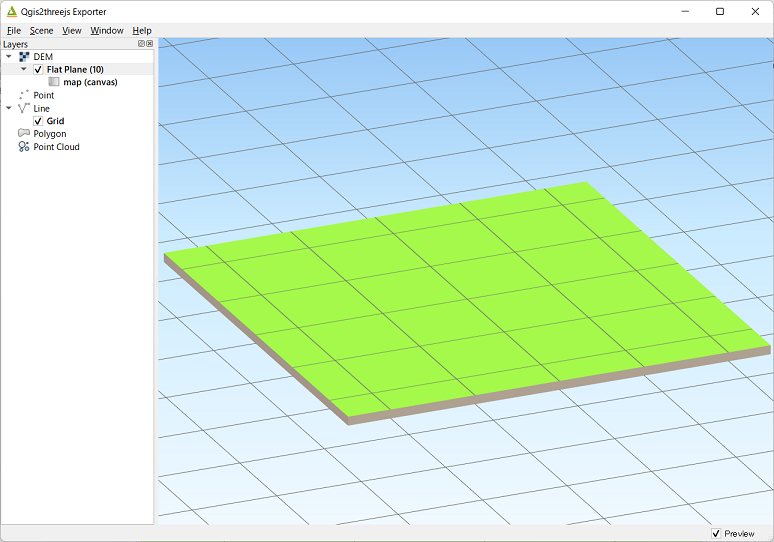 Qgis2threejs Exporter
File Scene View Window Help
Layers
DEM
Flat Plane (10)
map (canvas)
Point
Line
Grid
Polygon
Point Cloud
Preview